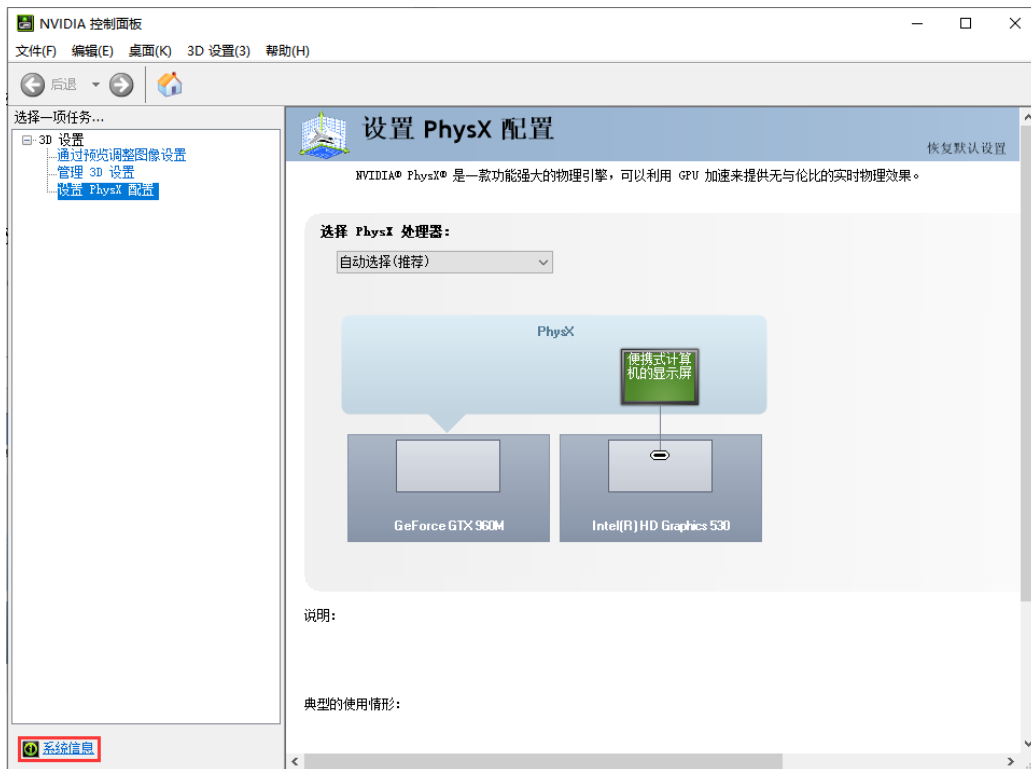 NVIDIA 控制面板
文件(F) 编辑(E) 桌面(K) 3D 设置(3) 帮助(H)
后退
选择一项任务...
3D 设置
通过预览调整图像设置
管理 3D 设置
设置 PhysX 配置
系统信息
设置 PhysX 配置
恢复默认设置
NVIDIA® PhysX® 是一款功能强大的物理引擎，可以利用 GPU 加速来提供无与伦比的实时物理效果。
选择 PhysX 处理器:
自动选择(推荐)
PhysX
便携式计算
机的显示屏
GeForce GTX 960M
Intel(R) HD Graphics 530
说明:
典型的使用情形: